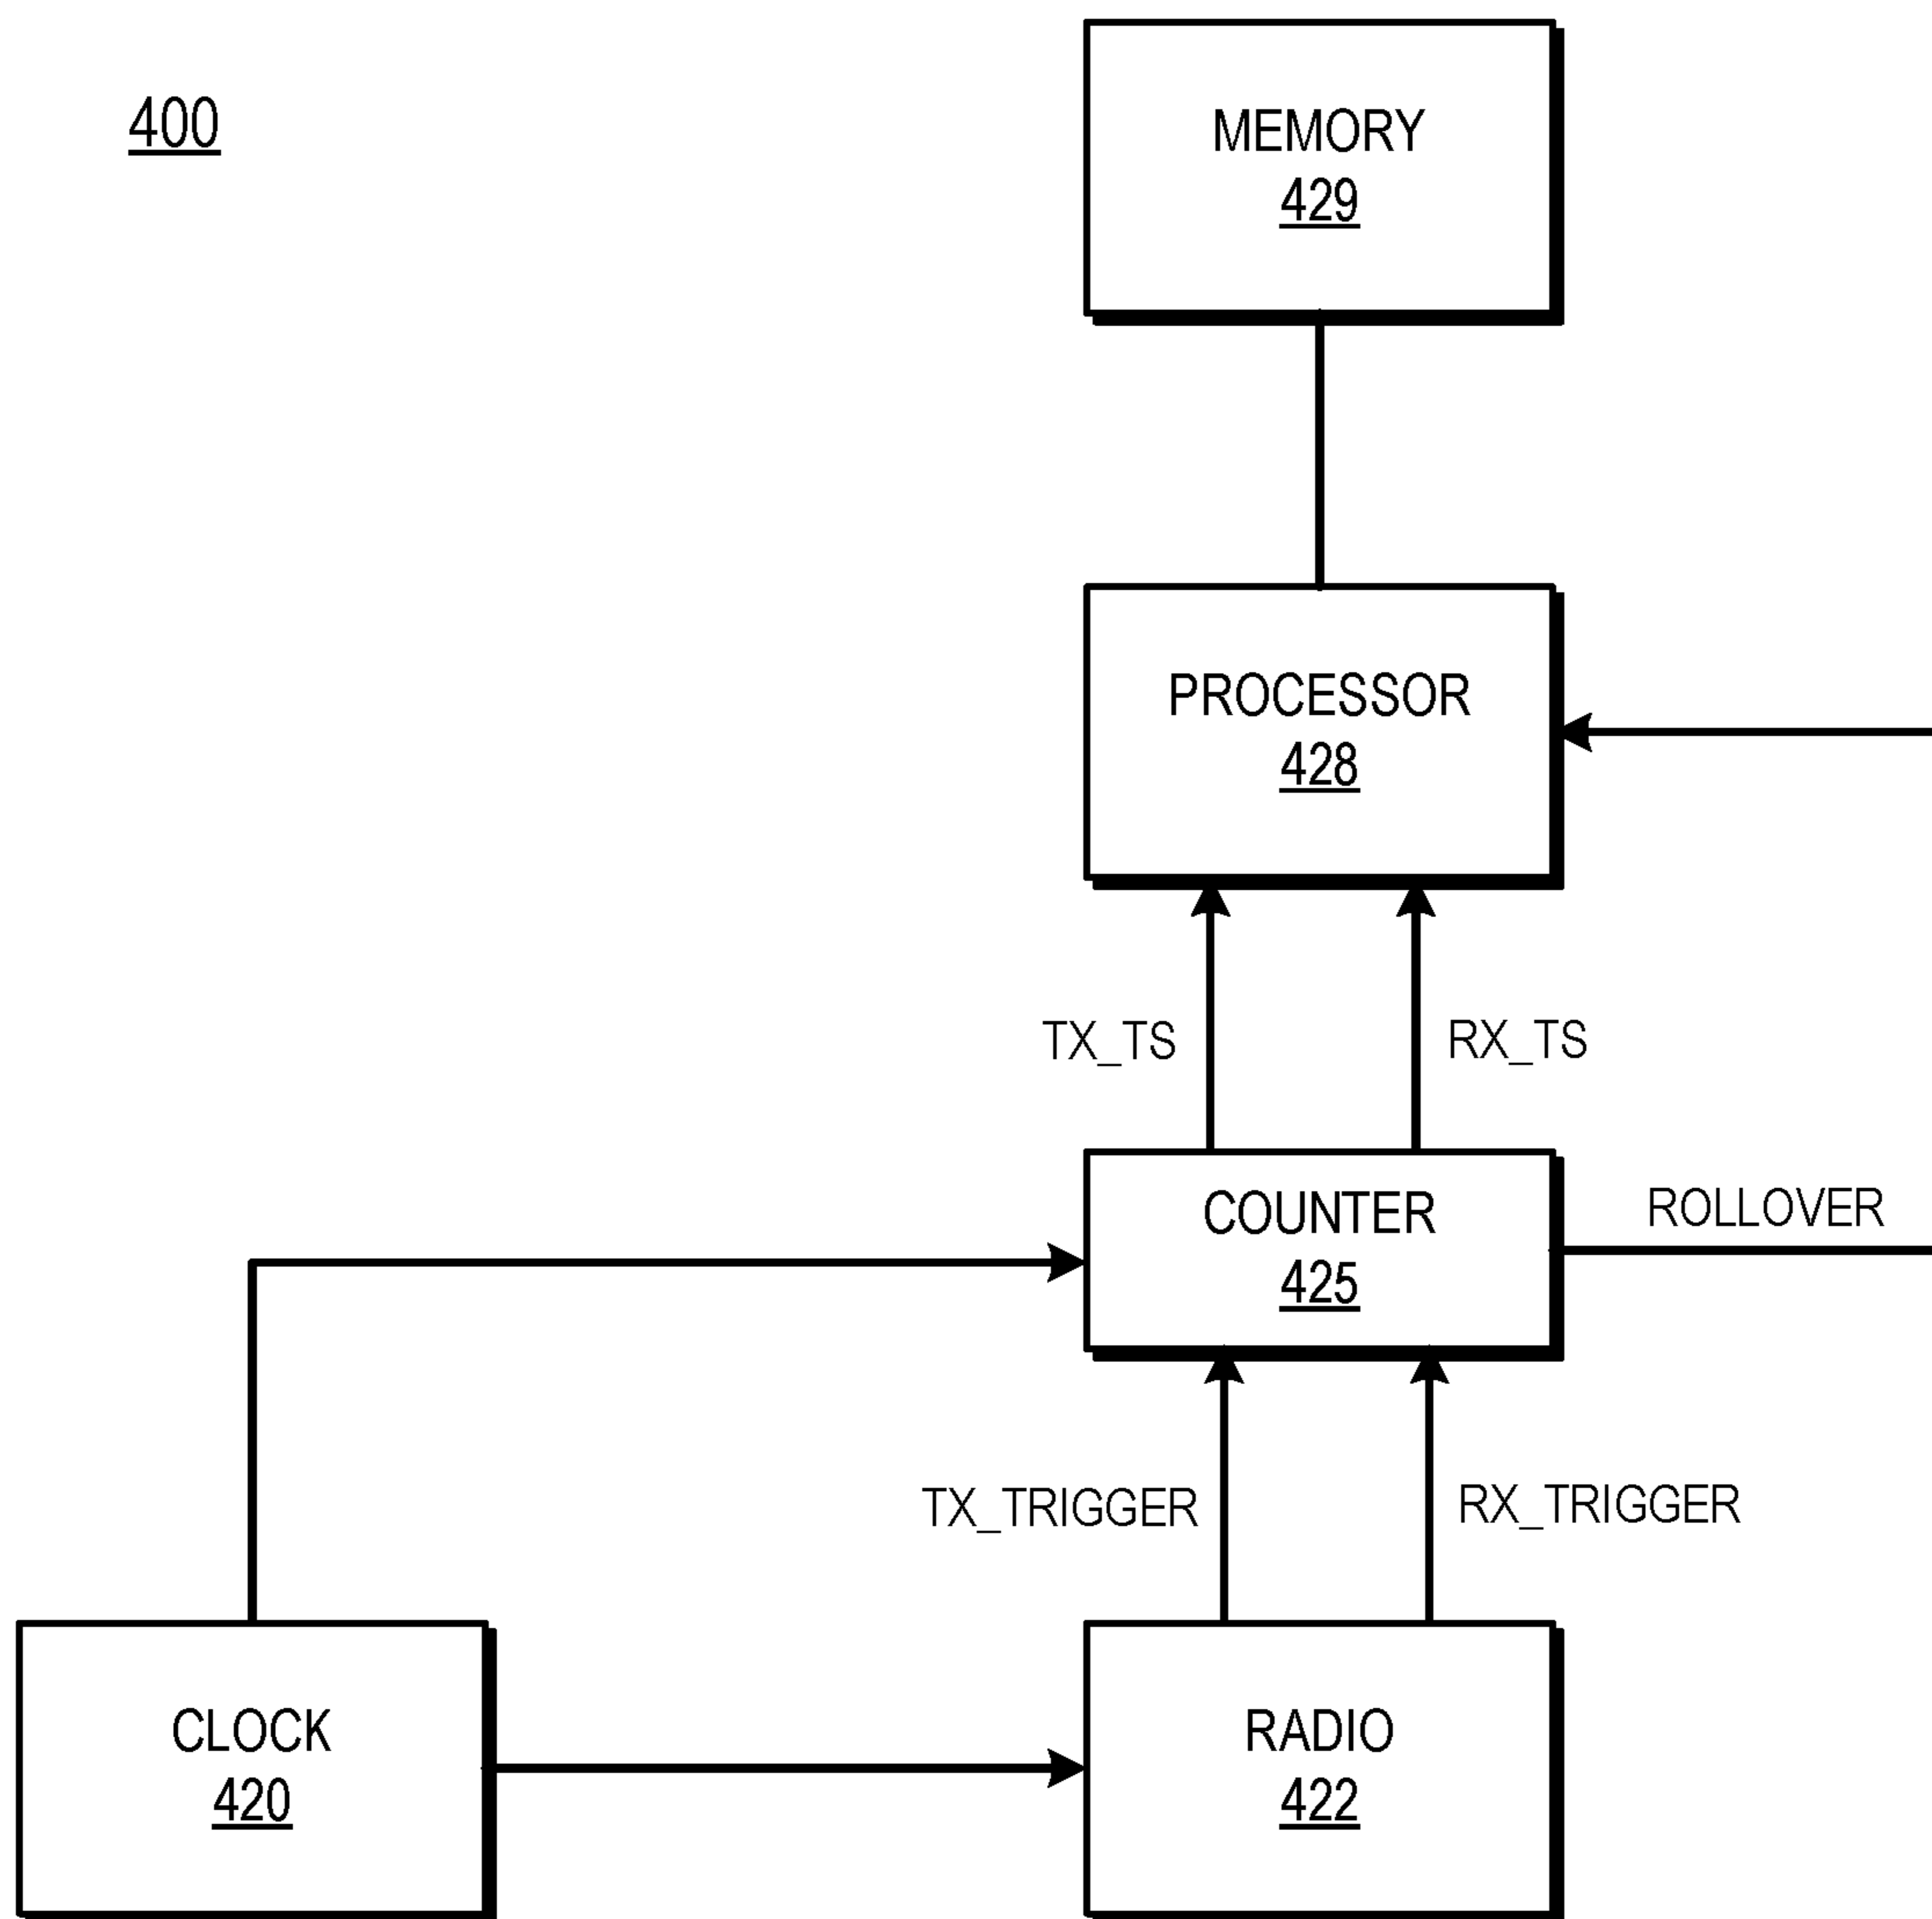 400
MEMORY
429
PROCESSOR
428
TX_TS
RX_TS
COUNTER
425
ROLLOVER
TX_TRIGGER
RX_TRIGGER
CLOCK
420
RADIO
422